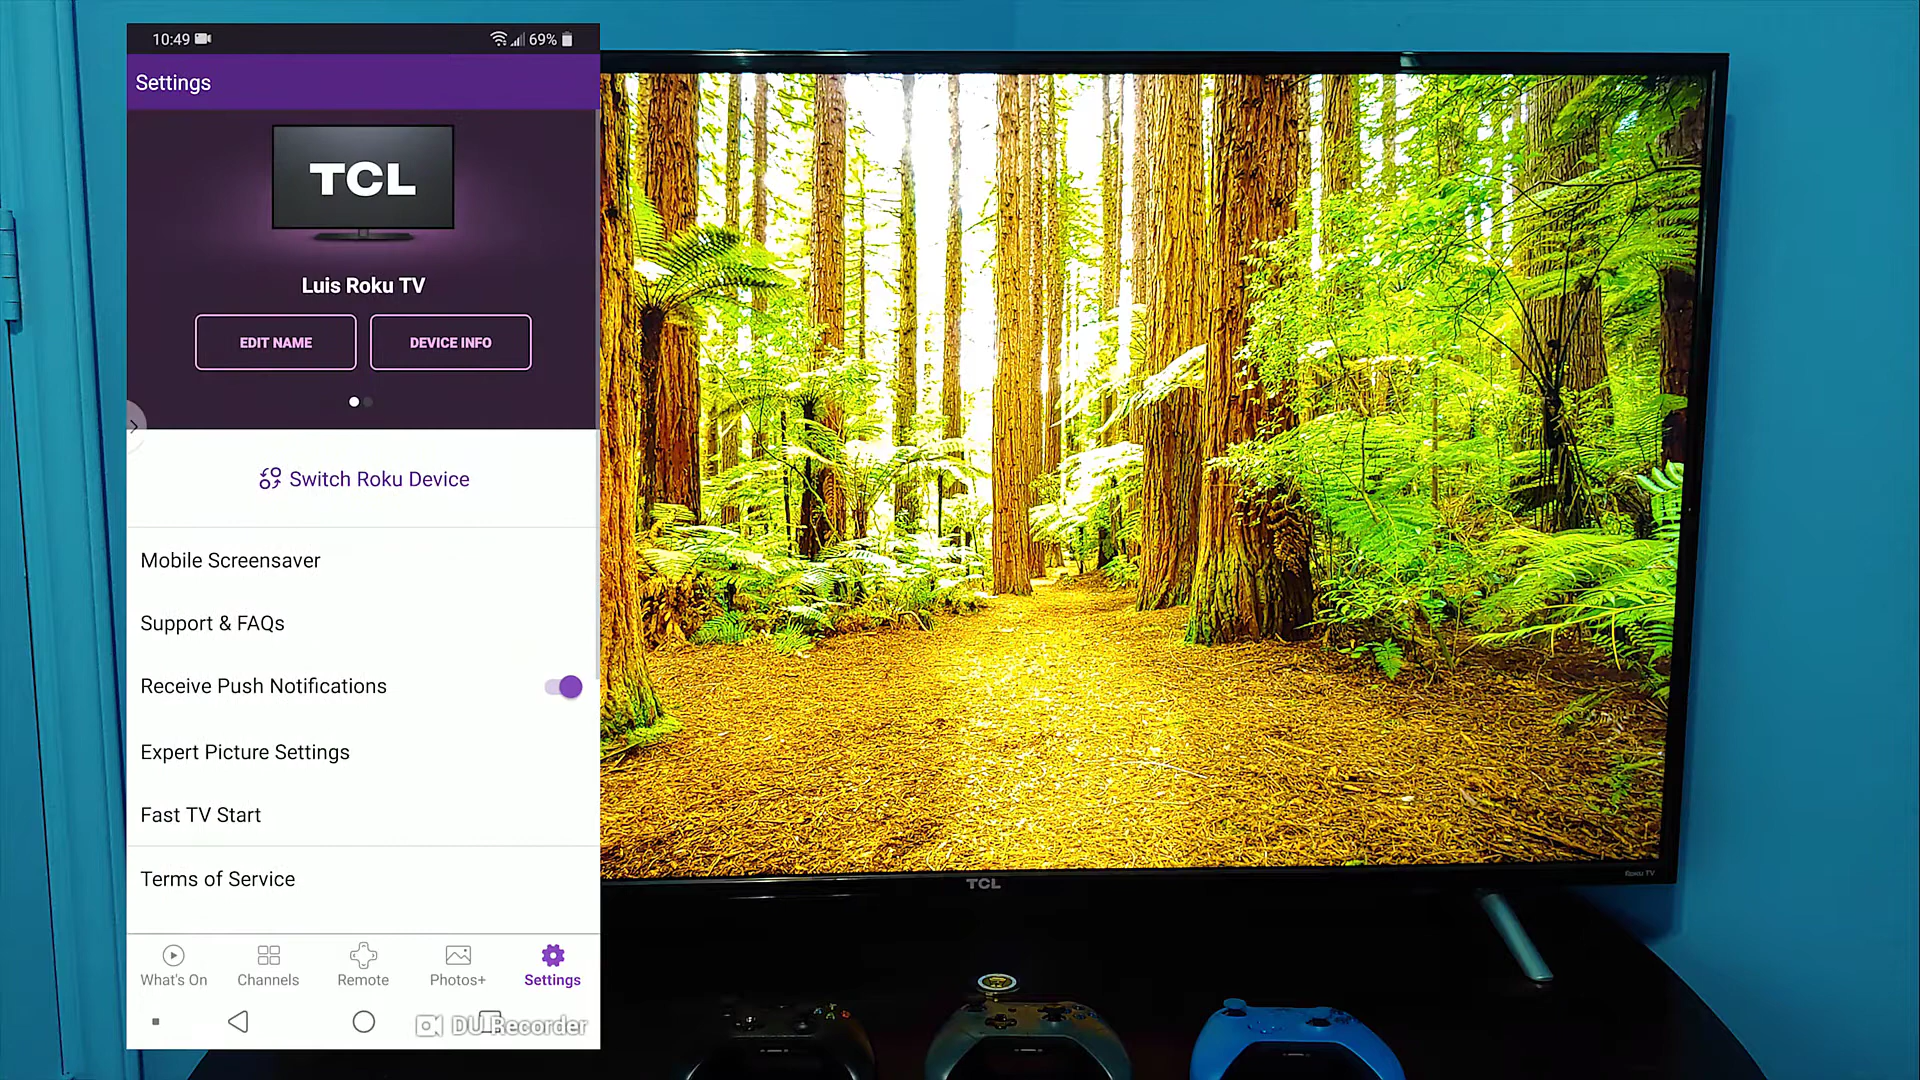 10:49
69%
Settings
TCL
Luis Roku TV
EDIT NAME
DEVICE INFO
Switch Roku Device
Mobile Screensaver
Support & FAQs
Receive Push Notifications
Expert Picture Settings
Fast TV Start
Terms of Service
What's On
Channels
Remote
Photos+
Settings
DU Recorder
TCL
Roku TV